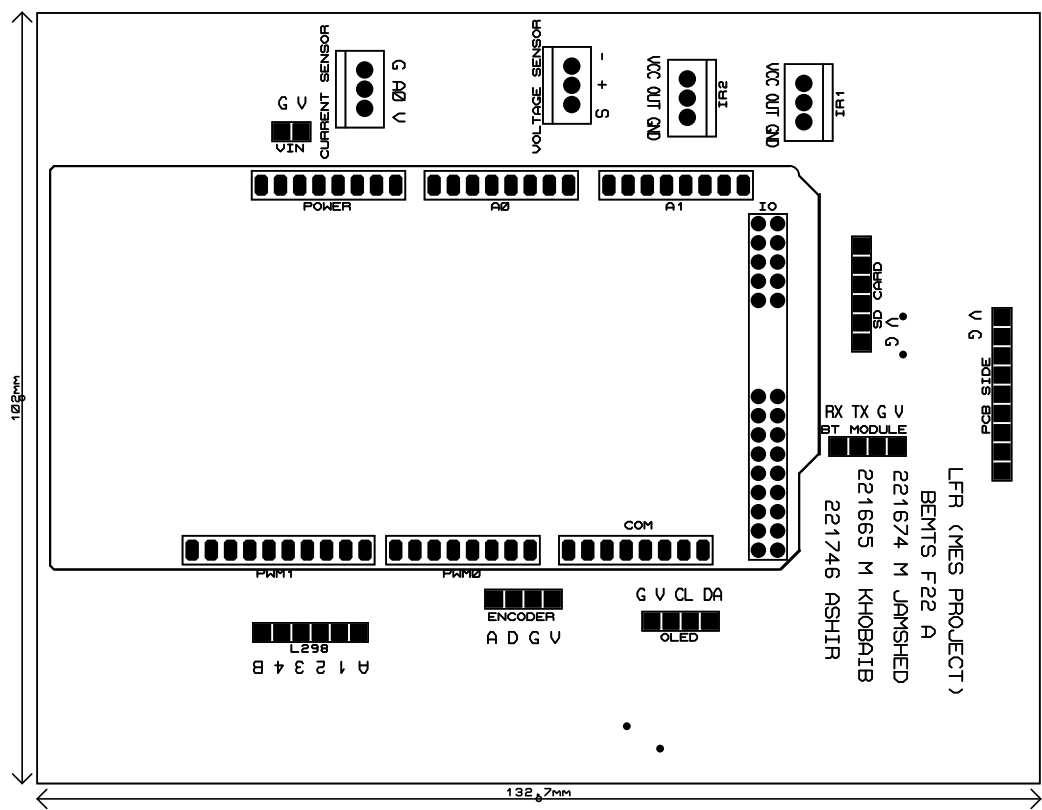 CURRENT SENSOR
G A0 V
G V
VIN
VOLTAGE SENSOR
- + S
VCC OUT GND
IR2
VCC OUT GND
IR1
POWER
A0
A1
IO
SD CARD
V G
V G
PCB SIDE
102mm
RX TX G V
BT MODULE
COM
PWM1
PWM0
G V CL DA
OLED
ENCODER
A D G V
L298
A 1 2 3 4 B
LFR (MES PROJECT)
BEMTS F22 A
221674 M JAMSHED
221665 M KHOBAIB
221746 ASHIR
132.7mm